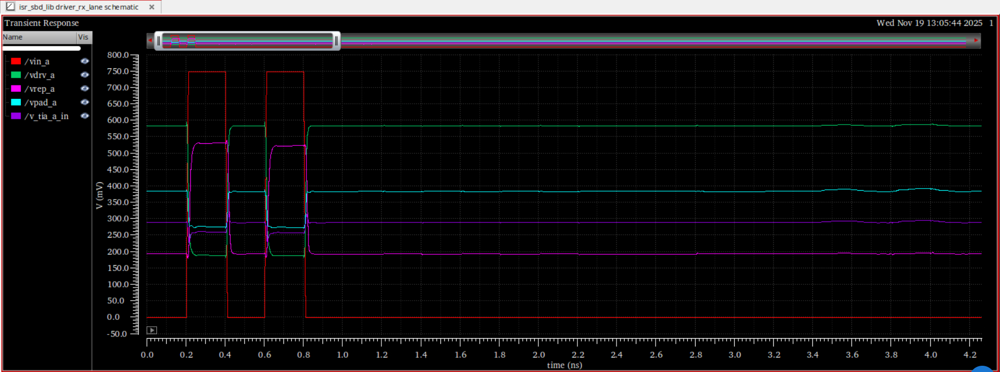 isr_sbd_lib driver_rx_lane schematic
Transient Response
Wed Nov 19 13:05:44 2025 1
Name Vis
/vin_a
/vdrv_a
/vrep_a
/vpad_a
/v_tia_a_in
V (mV)
800.0
750.0
700.0
650.0
600.0
550.0
500.0
450.0
400.0
350.0
300.0
250.0
200.0
150.0
100.0
50.0
0.0
-50.0
0.0 0.2 0.4 0.6 0.8 1.0 1.2 1.4 1.6 1.8 2.0 2.2 2.4 2.6 2.8 3.0 3.2 3.4 3.6 3.8 4.0 4.2
time (ns)